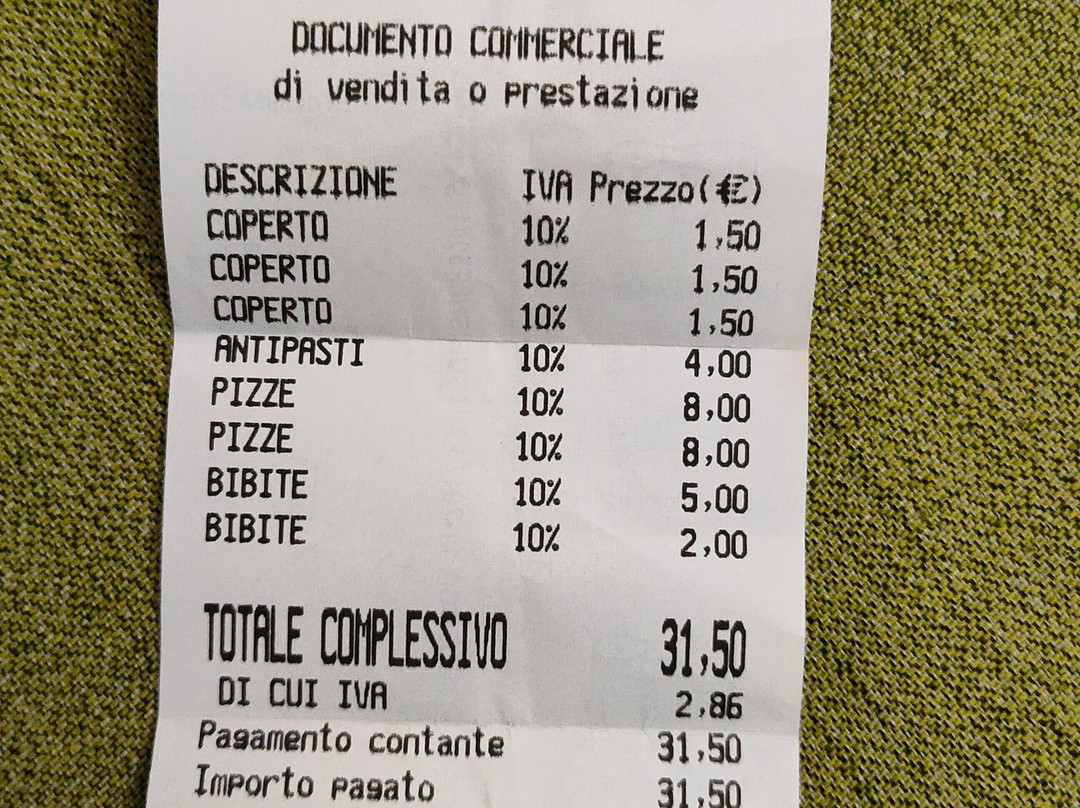 DOCUMENTO COMMERCIALE
di vendita o prestazione
DESCRIZIONE IVA Prezzo(€)
COPERTO 10% 1,50
COPERTO 10% 1,50
COPERTO 10% 1,50
ANTIPASTI 10% 4,00
PIZZE 10% 8,00
PIZZE 10% 8,00
BIBITE 10% 5,00
BIBITE 10% 2,00
TOTALE COMPLESSIVO 31,50
DI CUI IVA 2,86
Pagamento contante 31,50
Importo pagato 31,50